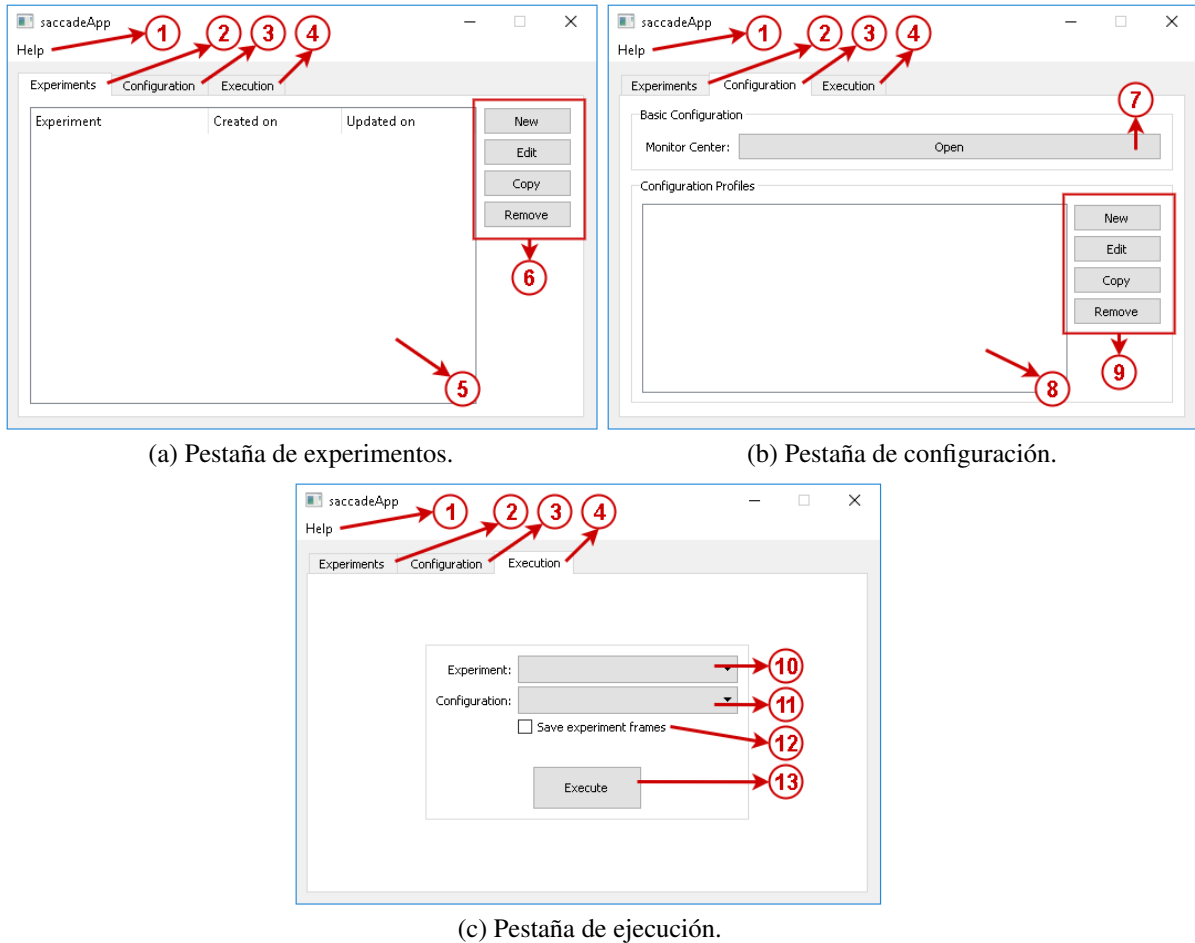 saccadeApp
Help
1
2
3
4
Experiments
Configuration
Execution
Experiment
Created on
Updated on
New
Edit
Copy
Remove
6
5
(a) Pestaña de experimentos.
saccadeApp
Help
1
2
3
4
Experiments
Configuration
Execution
7
Basic Configuration
Monitor Center:
Open
Configuration Profiles
New
Edit
Copy
Remove
8
9
(b) Pestaña de configuración.
saccadeApp
Help
1
2
3
4
Experiments
Configuration
Execution
Experiment:
10
Configuration:
11
Save experiment frames
12
Execute
13
(c) Pestaña de ejecución.